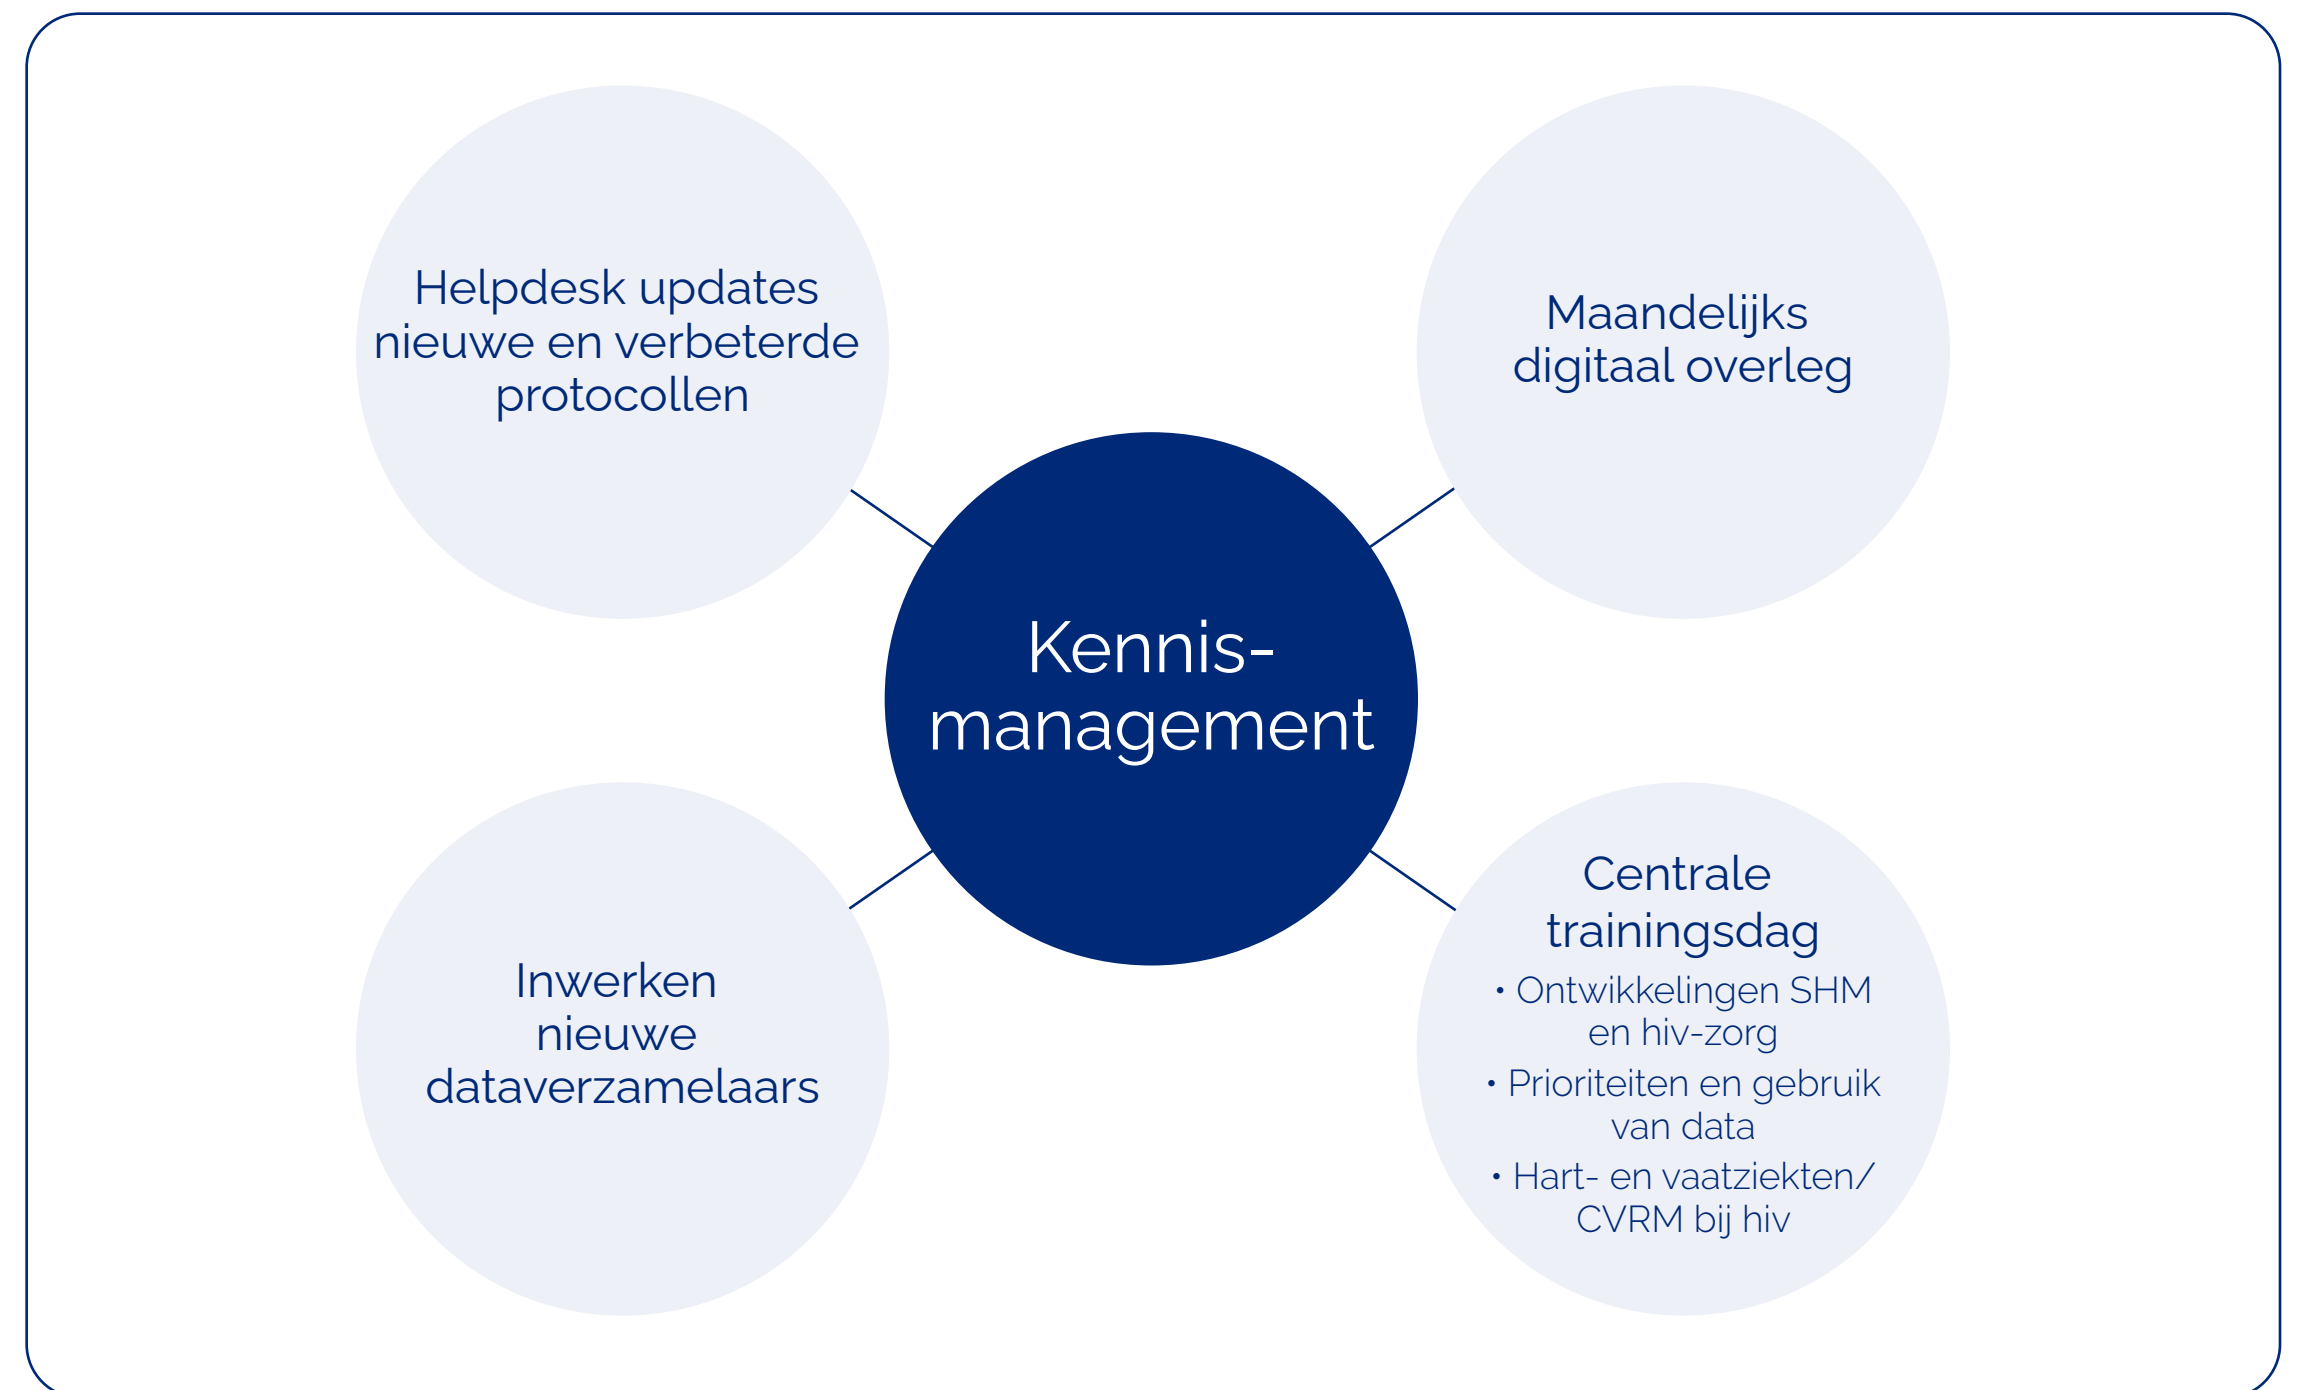 Helpdesk updates
nieuwe en verbeterde
protocollen
Maandelijks
digitaal overleg
Kennis-
management
Inwerken
nieuwe
dataverzamelaars
Centrale
trainingsdag
• Ontwikkelingen SHM
en hiv-zorg
• Prioriteiten en gebruik
van data
• Hart- en vaatziekten/
CVRM bij hiv